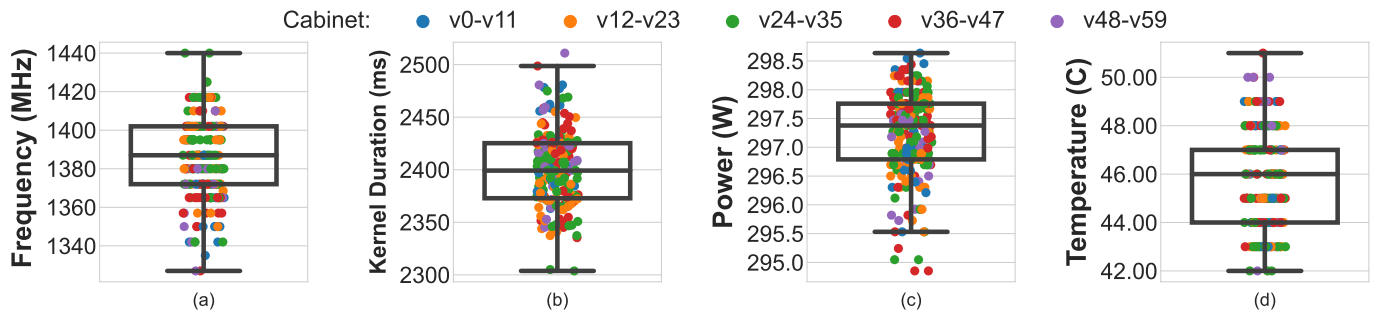 Cabinet: v0-v11 v12-v23 v24-v35 v36-v47 v48-v59
Frequency (MHz)
1440
1420
1400
1380
1360
1340
(a)
Kernel Duration (ms)
2500
2450
2400
2350
2300
(b)
Power (W)
298.5
298.0
297.5
297.0
296.5
296.0
295.5
295.0
(c)
Temperature (C)
50.00
48.00
46.00
44.00
42.00
(d)